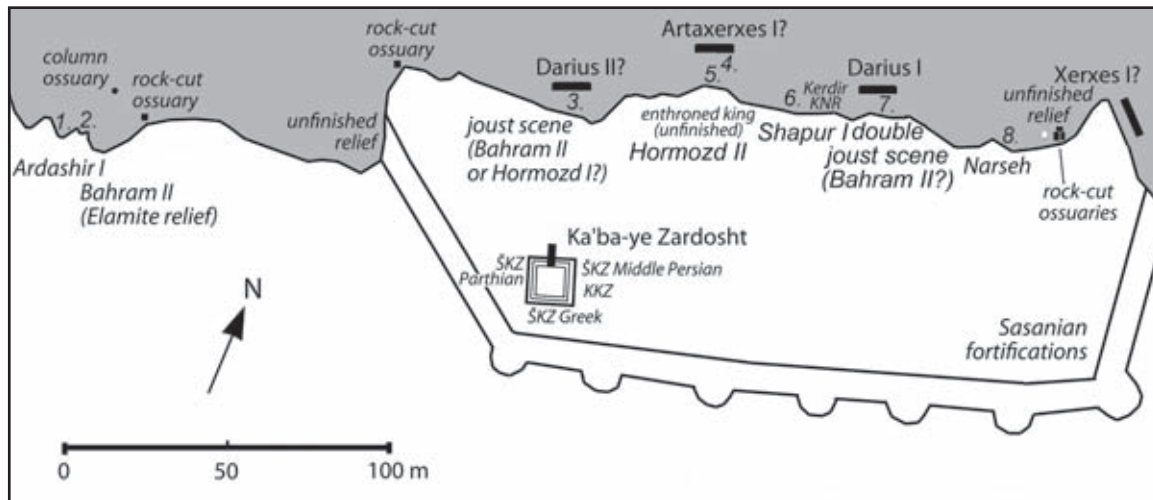 column
ossuary
rock-cut
ossuary
1. 2.
Ardashir I
Bahram II
(Elamite relief)
unfinished
relief
rock-cut
ossuary
Darius II?
3.
joust scene
(Bahram II
or Hormozd I?)
Artaxerxes I?
5. 4.
enthroned king
(unfinished)
Hormozd II
6. Kerdir
KNR
Shapur I
Darius I
7.
double
joust scene
(Bahram II?)
8.
Narseh
Xerxes I?
unfinished
relief
rock-cut
ossuaries
Ka'ba-ye Zardosht
ŠKZ
Parthian
ŠKZ Middle Persian
KKZ
ŠKZ Greek
Sasanian
fortifications
N
0 50 100 m